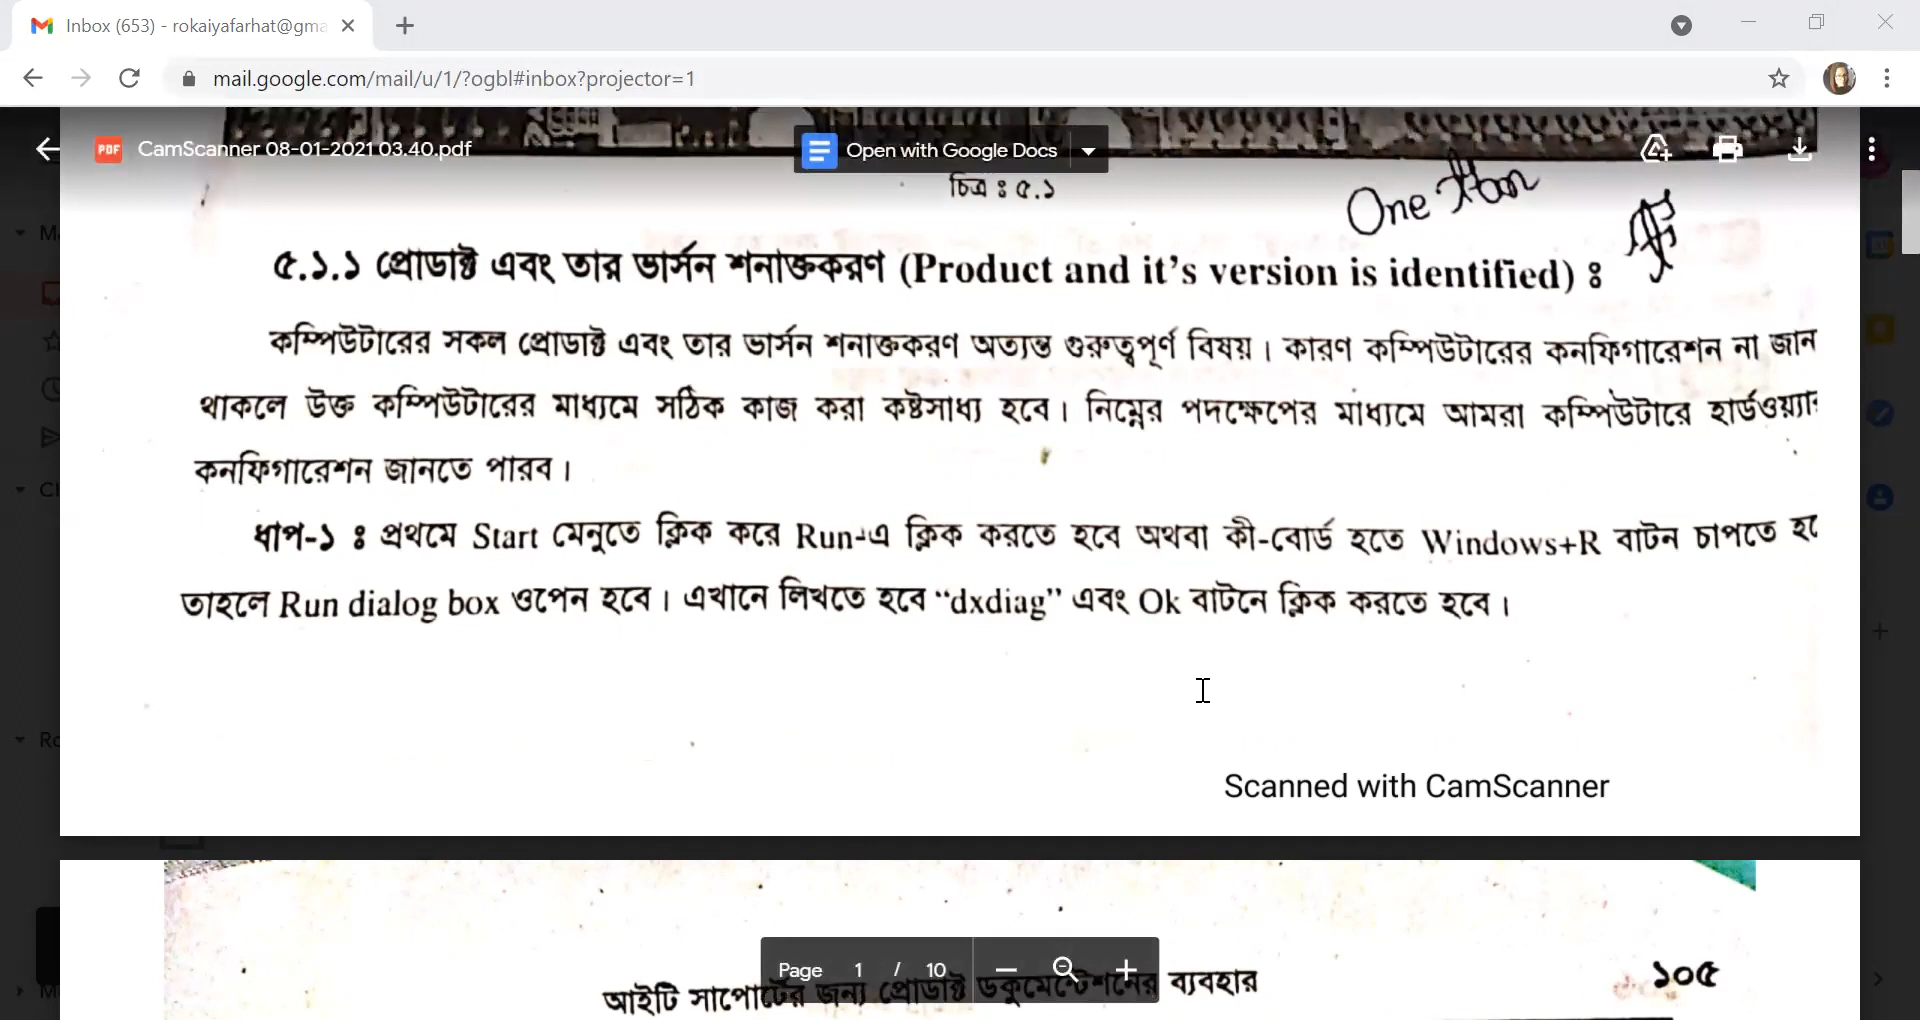 Inbox (653) - rokaiyafarhat@gma
mail.google.com/mail/u/1/?ogbl#inbox?projector=1
CamScanner 08-01-2021 03.40.pdf
Open with Google Docs
চিত্র ঃ ৫.১
One
৫.১.১ প্রোডাক্ট এবং তার ভার্সন শনাক্তকরণ (Product and it's version is identified) ঃ
কম্পিউটারের সকল প্রোডাক্ট এবং তার ভার্সন শনাক্তকরণ অত্যন্ত গুরুত্বপূর্ণ বিষয়। কারণ কম্পিউটারের কনফিগারেশন না জান
থাকলে উক্ত কম্পিউটারের মাধ্যমে সঠিক কাজ করা কষ্টসাধ্য হবে। নিম্নের পদক্ষেপের মাধ্যমে আমরা কম্পিউটারে হার্ডওয়্যার
কনফিগারেশন জানতে পারব।
ধাপ-১ ঃ প্রথমে Start মেনুতে ক্লিক করে Run-এ ক্লিক করতে হবে অথবা কী-বোর্ড হতে Windows+R বাটন চাপতে হ
তাহলে Run dialog box ওপেন হবে। এখানে লিখতে হবে “dxdiag” এবং Ok বাটনে ক্লিক করতে হবে।
Scanned with CamScanner
আইটি সাপোর্টের জন্য প্রোডাক্ট ডকুমেন্টেশনের ব্যবহার
১০৫
Page 1 / 10